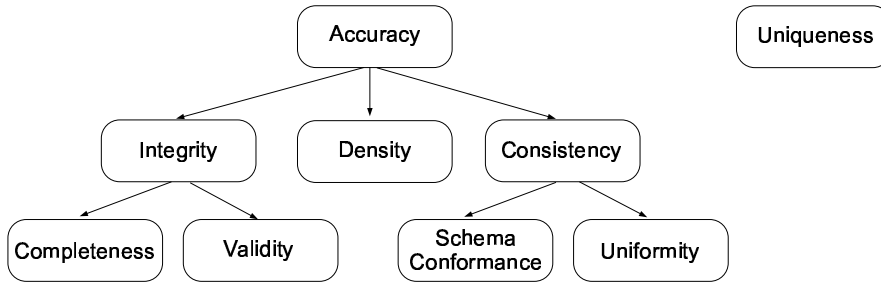 Accuracy
Uniqueness
Integrity
Density
Consistency
Completeness
Validity
Schema
Conformance
Uniformity